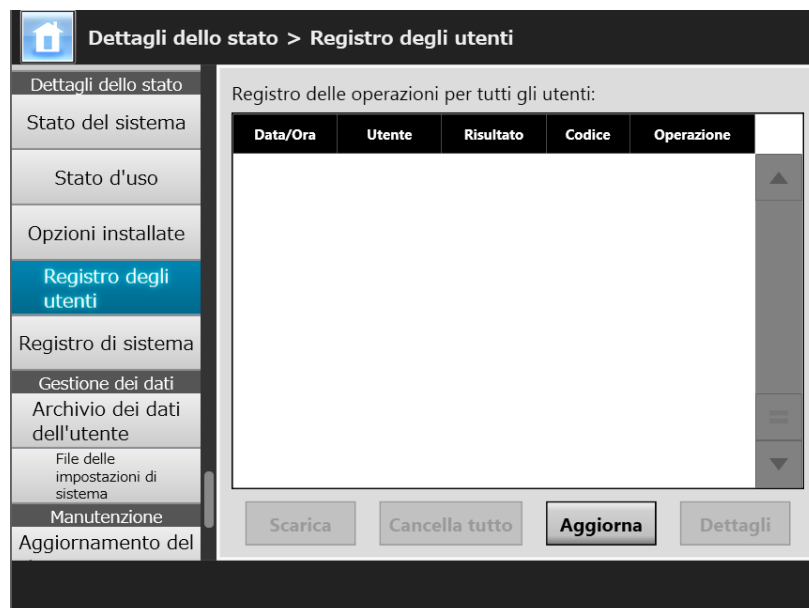 Dettagli dello stato > Registro degli utenti
Dettagli dello stato
Stato del sistema
Stato d'uso
Opzioni installate
Registro degli
utenti
Registro di sistema
Gestione dei dati
Archivio dei dati
dell'utente
File delle
impostazioni di
sistema
Manutenzione
Aggiornamento del
Registro delle operazioni per tutti gli utenti:
Data/Ora Utente Risultato Codice Operazione
Scarica Cancella tutto Aggiorna Dettagli